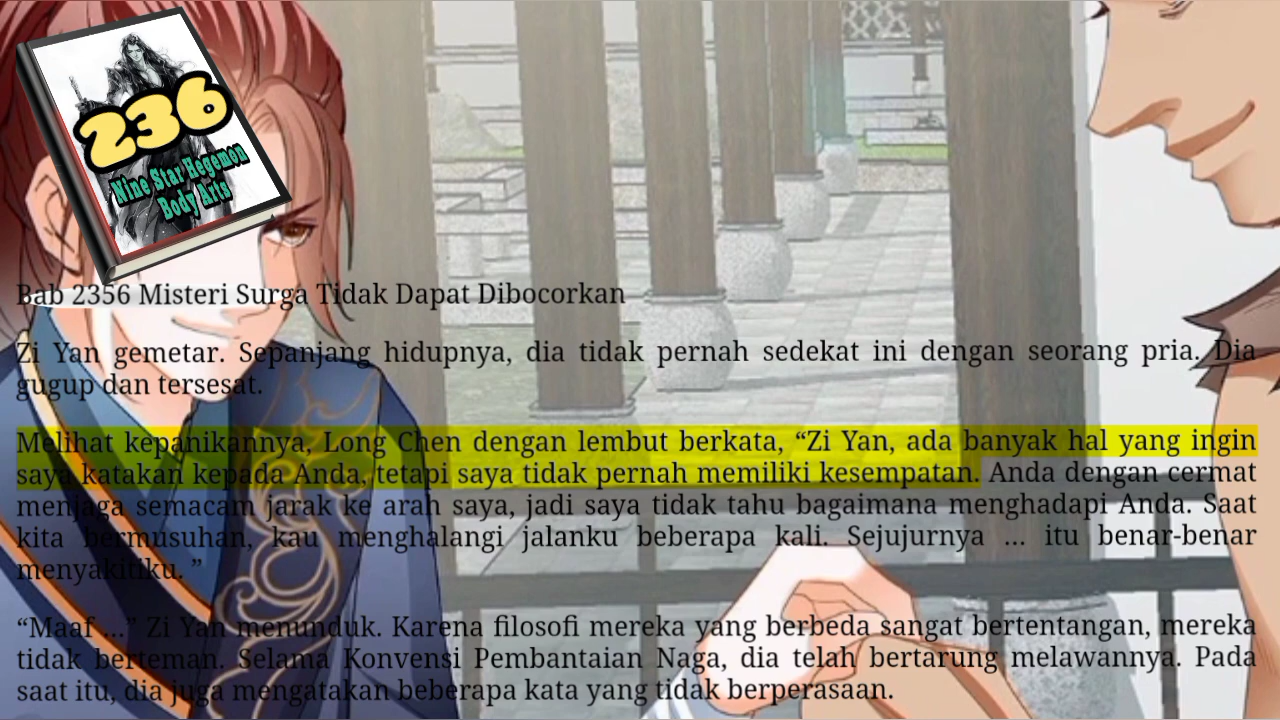 236
Nine Star Hegemon
Body Arts
Bab 2356 Misteri Surga Tidak Dapat Dibocorkan
Zi Yan gemetar. Sepanjang hidupnya, dia tidak pernah sedekat ini dengan seorang pria. Dia
gugup dan tersesat.
Melihat kepanikannya, Long Chen dengan lembut berkata, “Zi Yan, ada banyak hal yang ingin
saya katakan kepada Anda, tetapi saya tidak pernah memiliki kesempatan. Anda dengan cermat
menjaga semacam jarak ke arah saya, jadi saya tidak tahu bagaimana menghadapi Anda. Saat
kita bermusuhan, kau menghalangi jalanku beberapa kali. Sejujurnya … itu benar-benar
menyakitiku. ”
“Maaf …” Zi Yan menunduk. Karena filosofi mereka yang berbeda sangat bertentangan, mereka
tidak berteman. Selama Konvensi Pembantaian Naga, dia telah bertarung melawannya. Pada
saat itu, dia juga mengatakan beberapa kata yang tidak berperasaan.